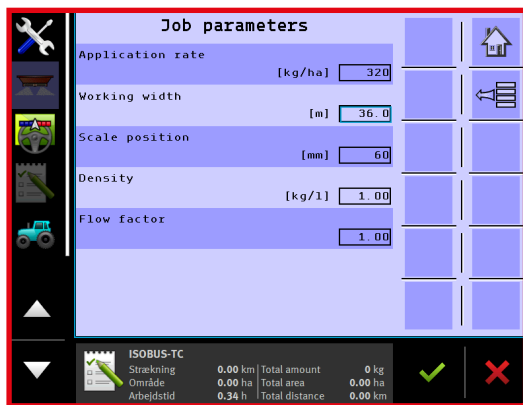 Job parameters
Application rate
[kg/ha] 320
Working width
[m] 36.0
Scale position
[mm] 60
Density
[kg/l] 1.00
Flow factor
1.00
ISOBUS-TC
Strækning 0.00 km Total amount 0 kg
Område 0.00 ha Total area 0.00 ha
Arbejdstid 0.34 h Total distance 0.00 km